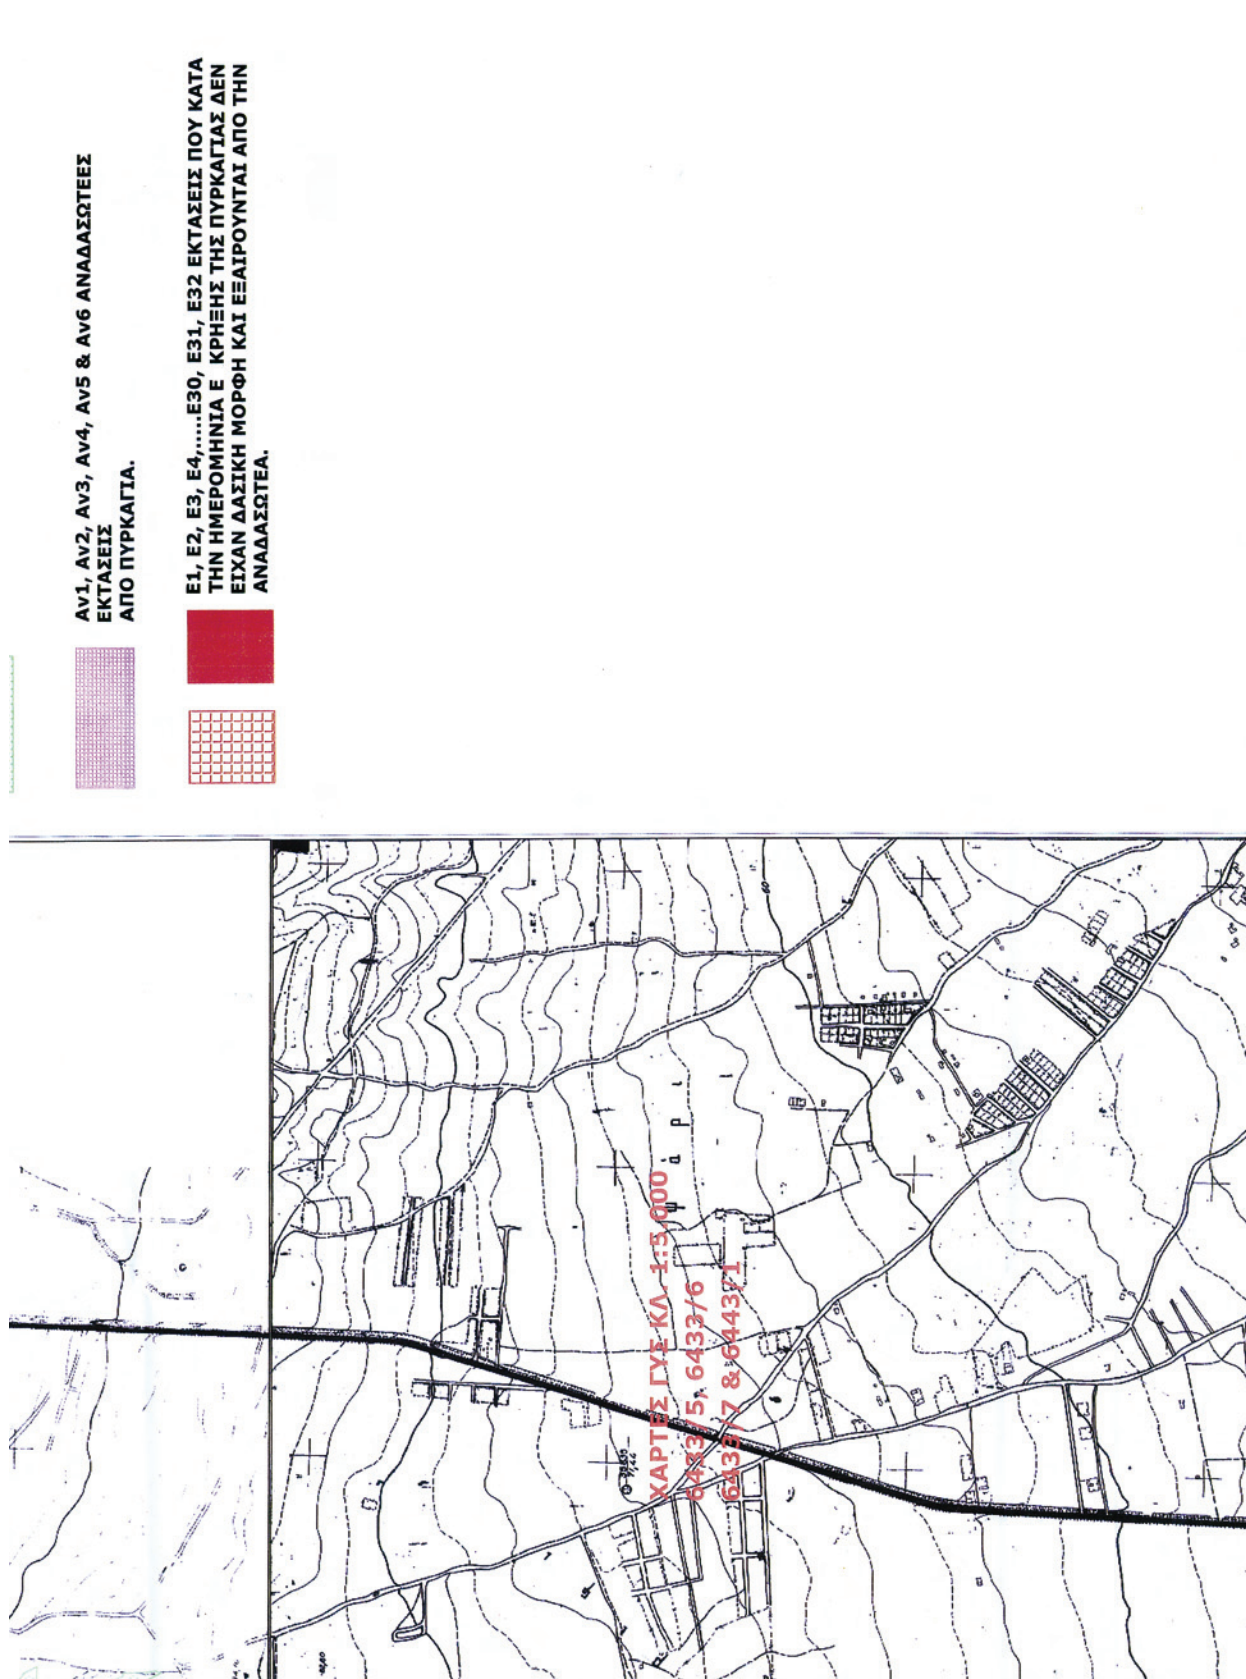 Αν1, Αν2, Αν3, Αν4, Αν5 & Αν6 ΑΝΑΔΑΣΩΤΕΕΣ
ΕΚΤΑΣΕΙΣ
ΑΠΟ ΠΥΡΚΑΓΙΑ.
Ε1, Ε2, Ε3, Ε4,.....Ε30, Ε31, Ε32 ΕΚΤΑΣΕΙΣ ΠΟΥ ΚΑΤΑ
ΤΗΝ ΗΜΕΡΟΜΗΝΙΑ Ε ΚΡΗΞΗΣ ΤΗΣ ΠΥΡΚΑΓΙΑΣ ΔΕΝ
ΕΙΧΑΝ ΔΑΣΙΚΗ ΜΟΡΦΗ ΚΑΙ ΕΞΑΙΡΟΥΝΤΑΙ ΑΠΟ ΤΗΝ
ΑΝΑΔΑΣΩΤΕΑ.
ΧΑΡΤΕΣ ΓΥΣ ΚΛ. 1:5.000
6433/5, 6433/6
6433/7 & 6443/1
Ψ ά ρ ι
60